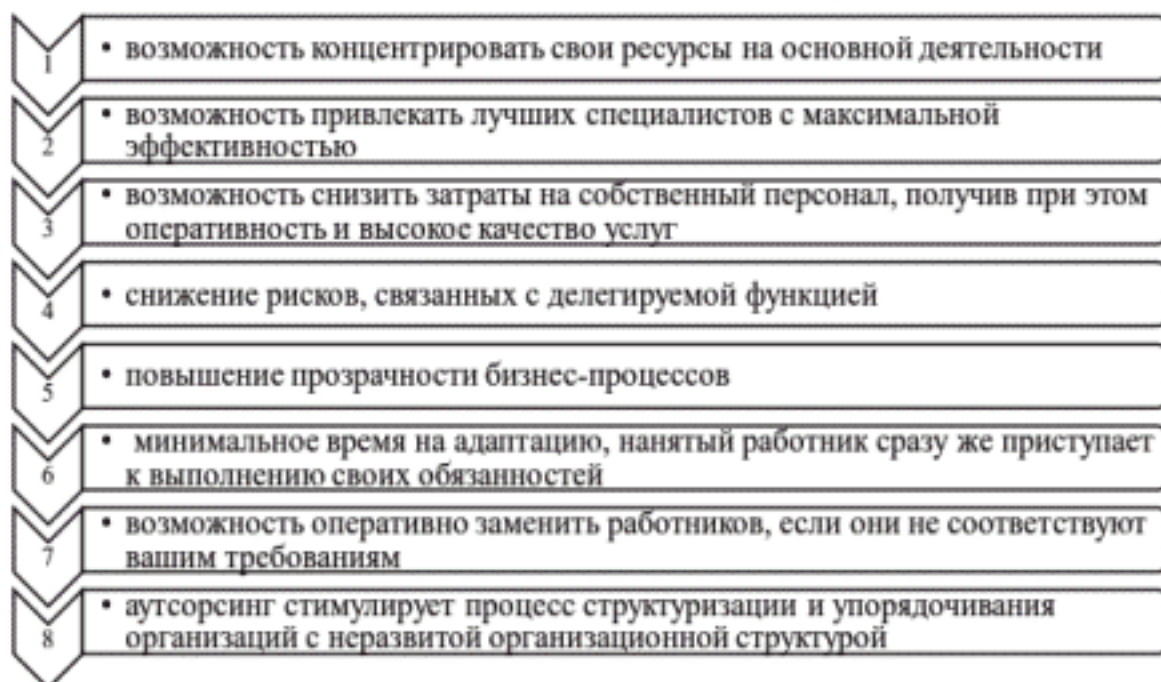 1 • возможность концентрировать свои ресурсы на основной деятельности
2 • возможность привлекать лучших специалистов с максимальной
эффективностью
3 • возможность снизить затраты на собственный персонал, получив при этом
оперативность и высокое качество услуг
4 • снижение рисков, связанных с делегируемой функцией
5 • повышение прозрачности бизнес-процессов
6 • минимальное время на адаптацию, нанятый работник сразу же приступает
к выполнению своих обязанностей
7 • возможность оперативно заменить работников, если они не соответствуют
вашим требованиям
8 • аутсорсинг стимулирует процесс структуризации и упорядочивания
организаций с неразвитой организационной структурой